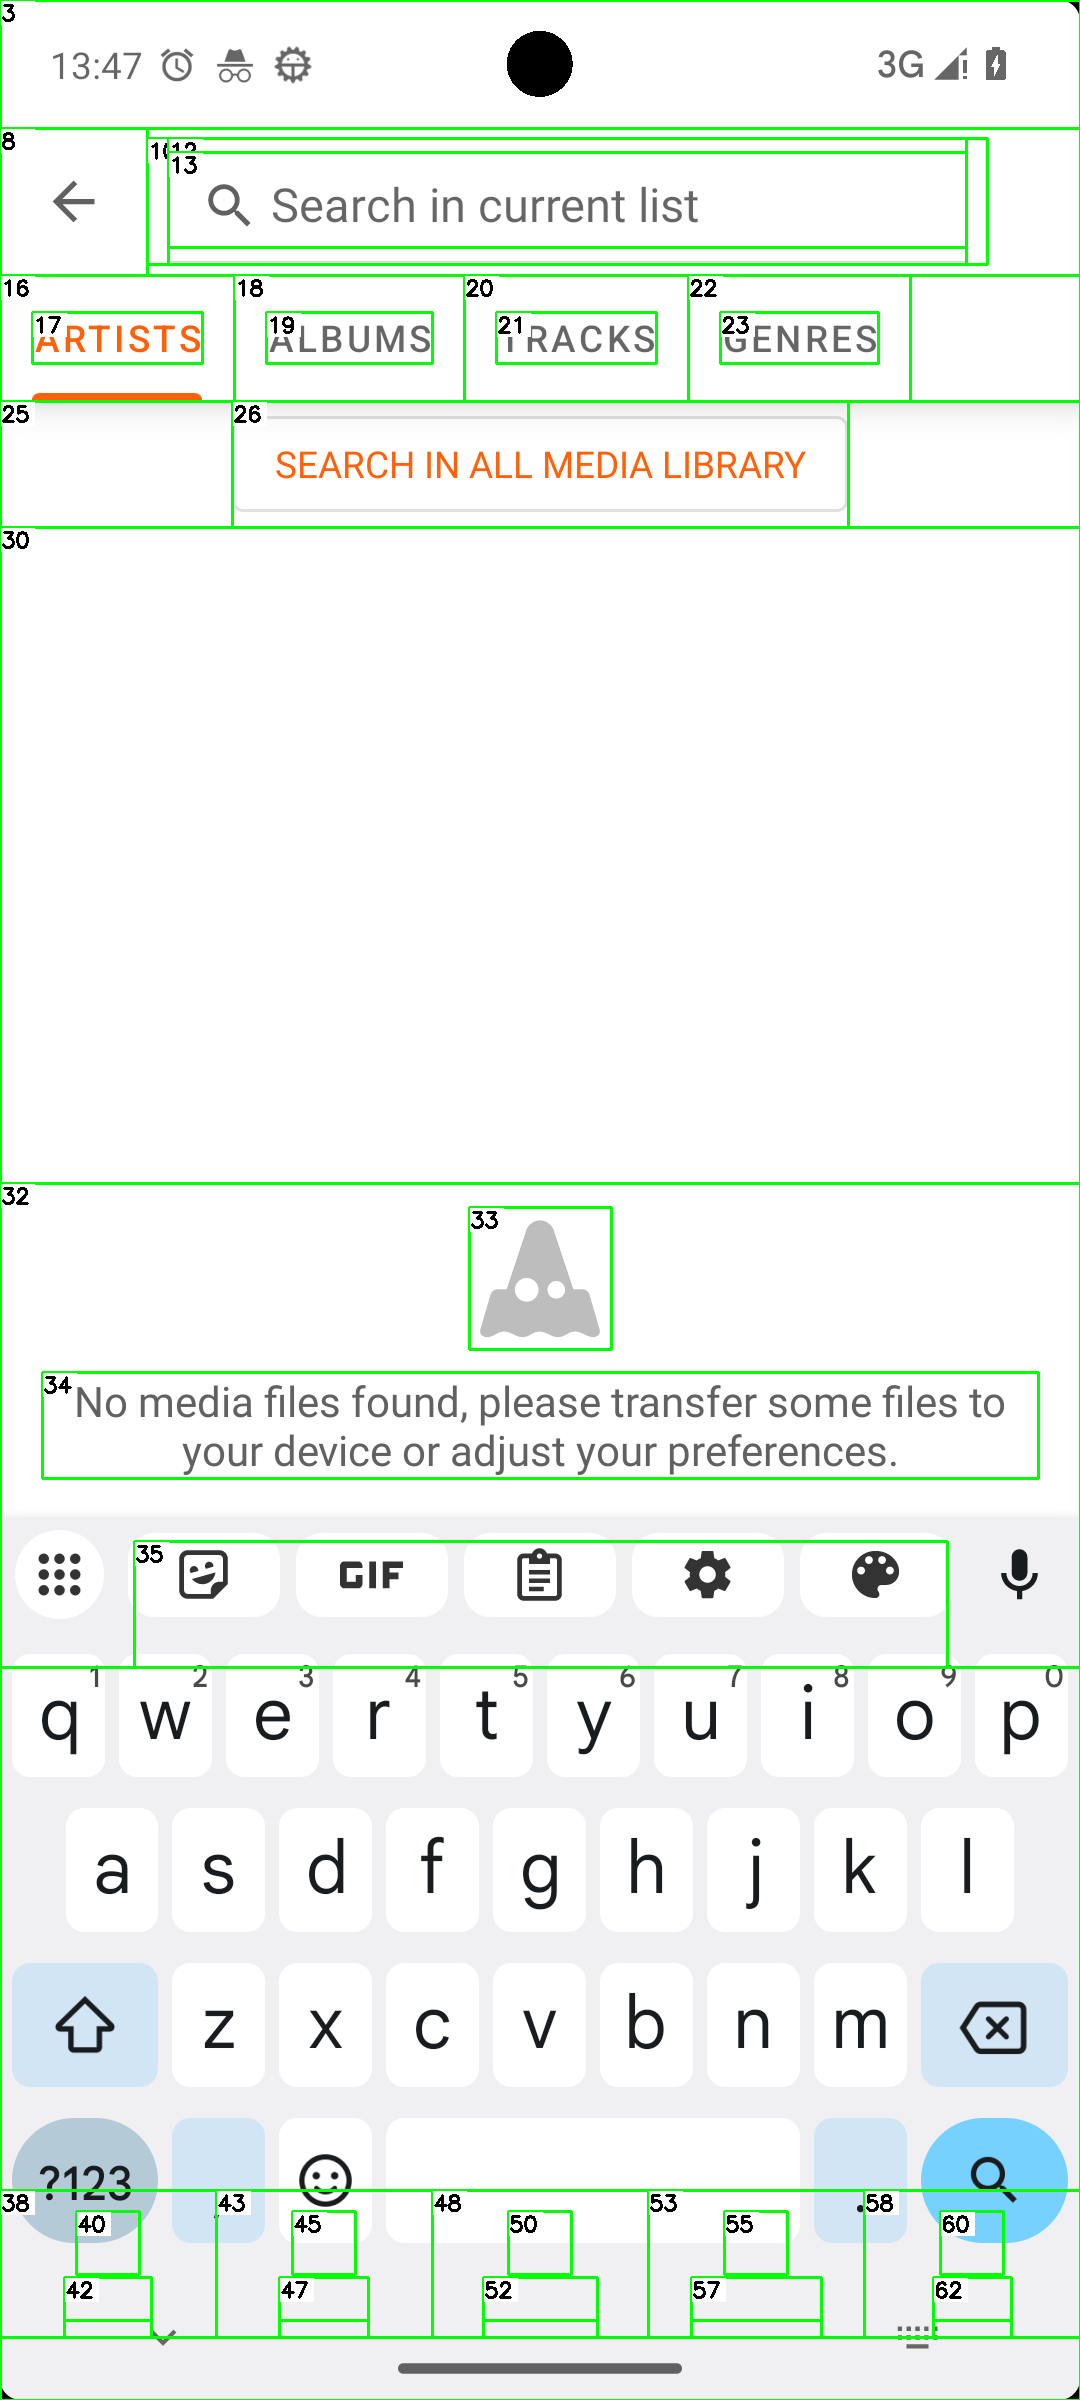 3
13:47
3G
8
10
12
13
Search in current list
16
18
20
22
17
ARTISTS
19
ALBUMS
21
TRACKS
23
GENRES
25
26
SEARCH IN ALL MEDIA LIBRARY
30
32
33
34
No media files found, please transfer some files to
your device or adjust your preferences.
35
GIF
1 2 3 4 5 6 7 8 9 0
q w e r t y u i o p
a s d f g h j k l
z x c v b n m
?123 , .
38 43 48 53 58
40 45 50 55 60
42 47 52 57 62